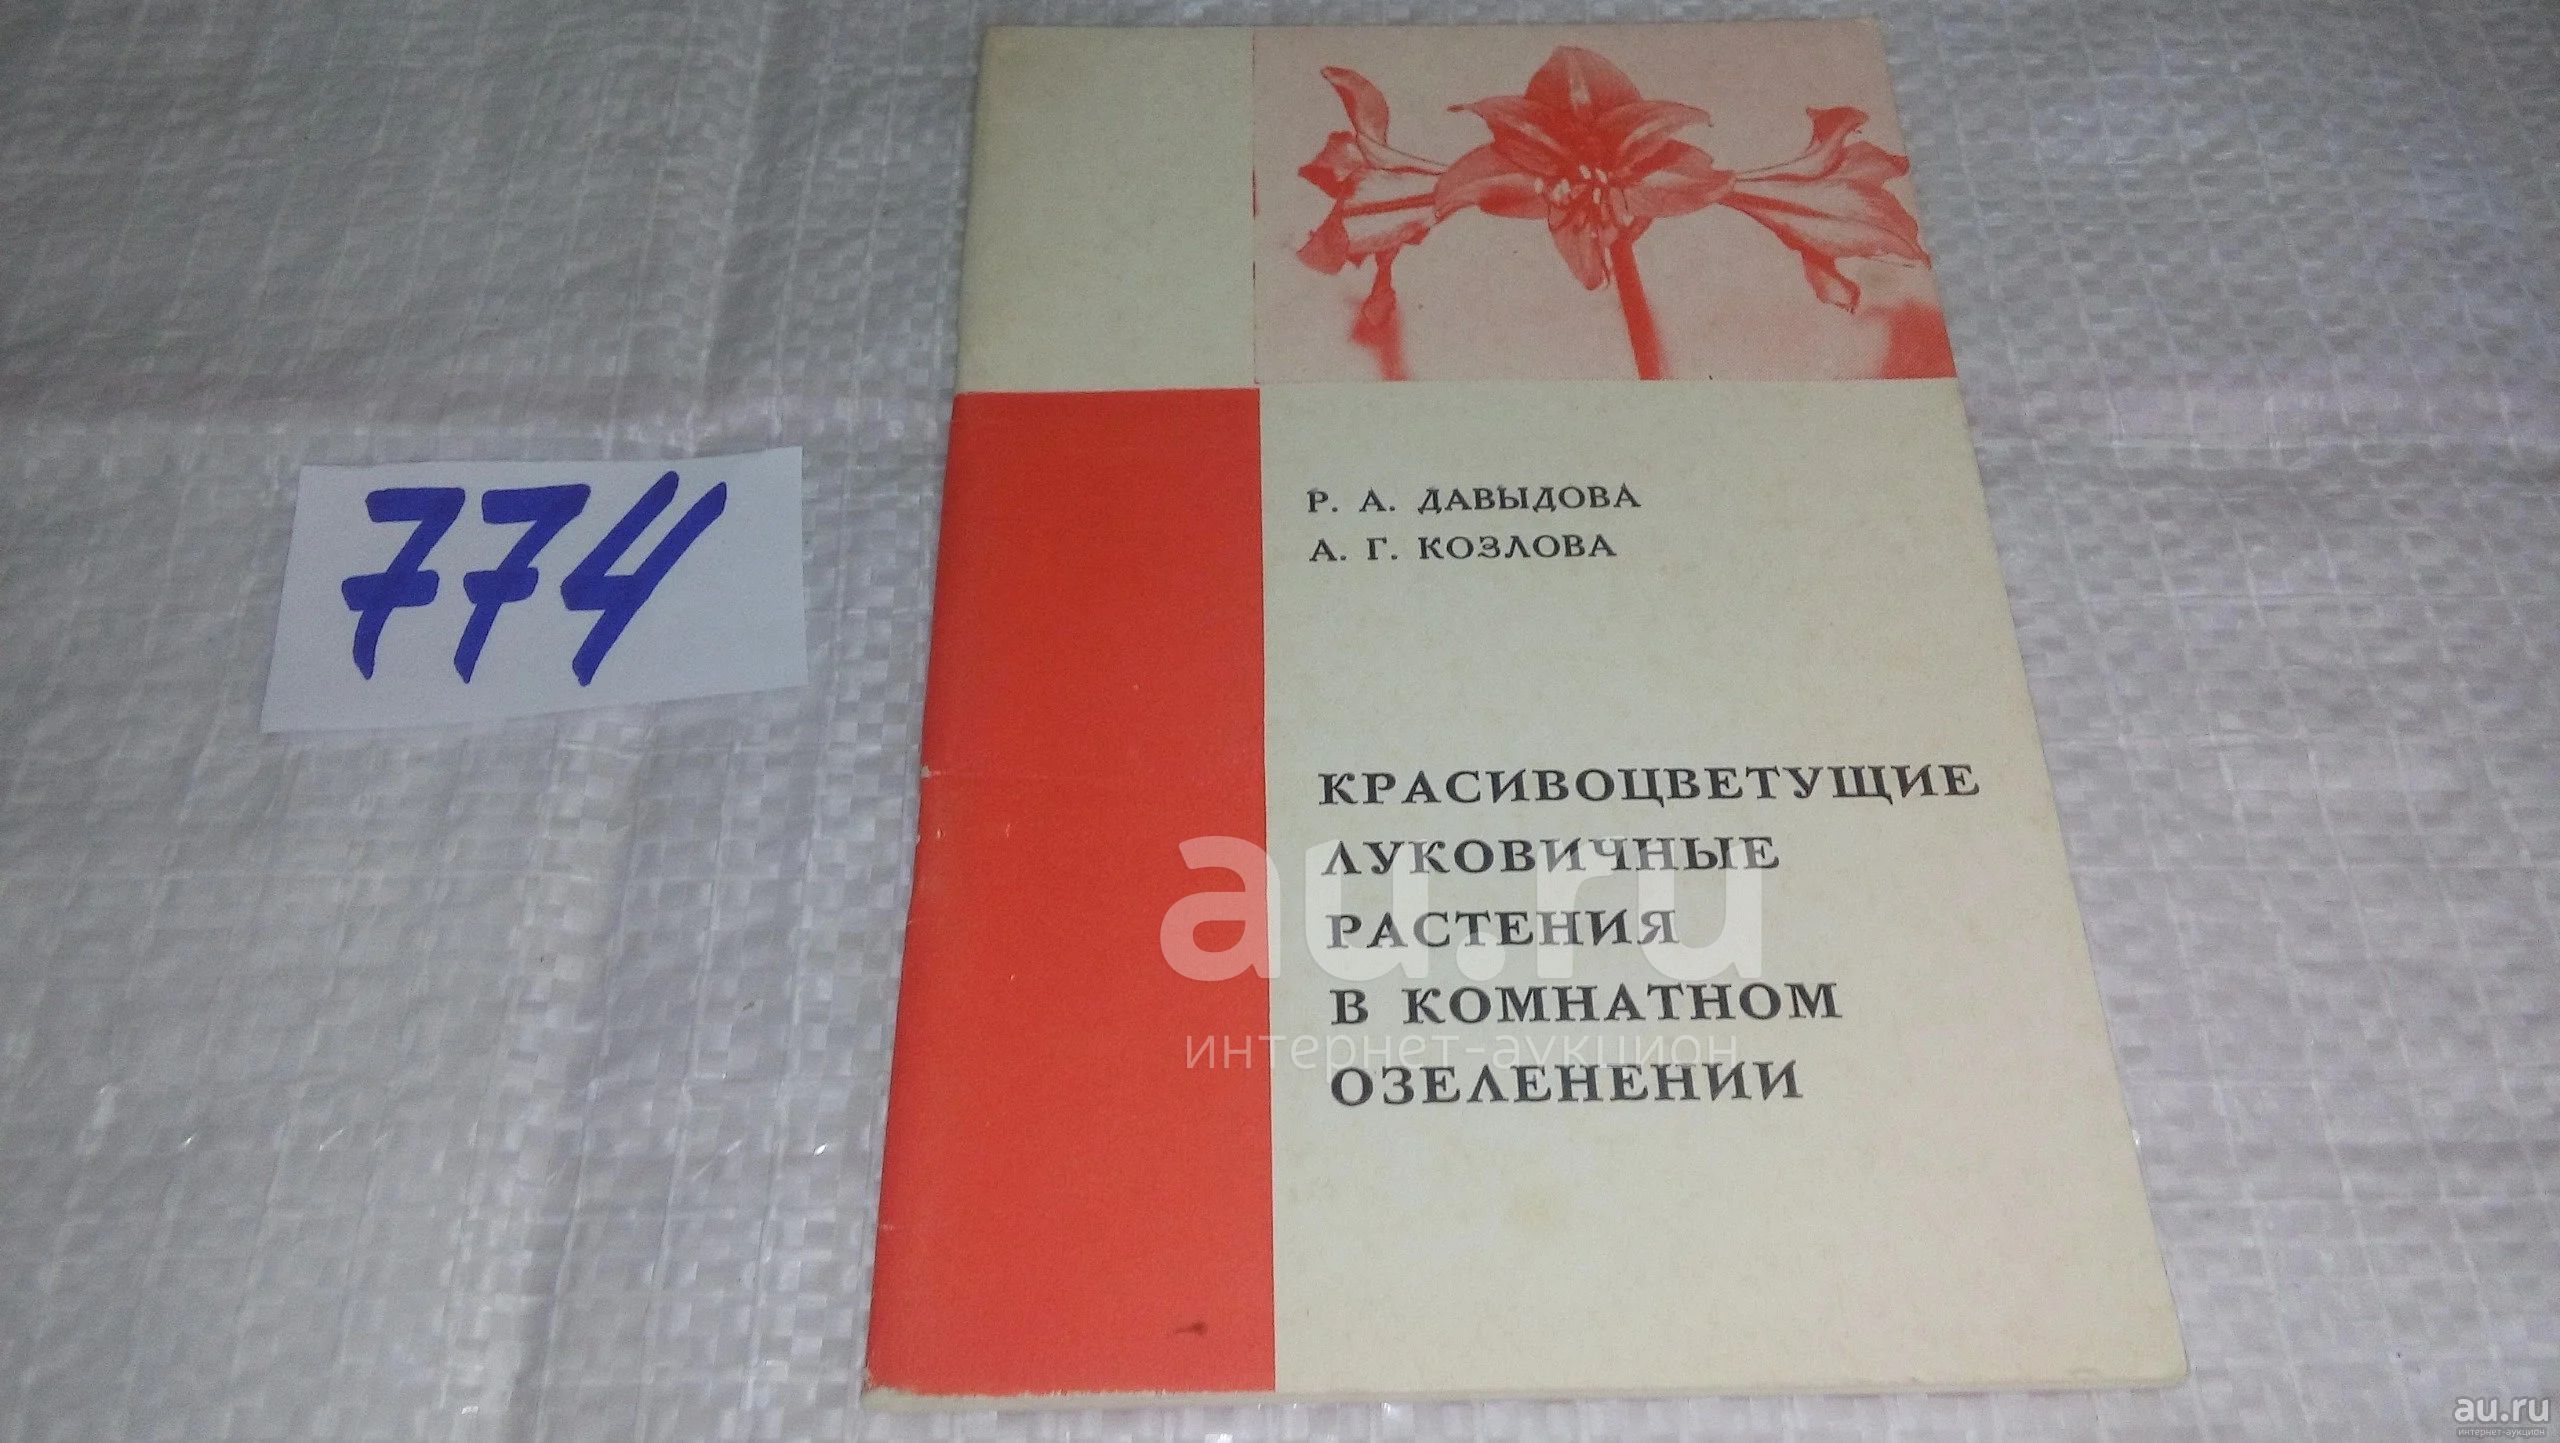 774
Р. А. ДАВЫДОВА
А. Г. КОЗЛОВА
КРАСИВОЦВЕТУЩИЕ
ЛУКОВИЧНЫЕ
РАСТЕНИЯ
В КОМНАТНОМ
ОЗЕЛЕНЕНИИ
au.ru
интернет-аукцион
au.ru
интернет-аукцион